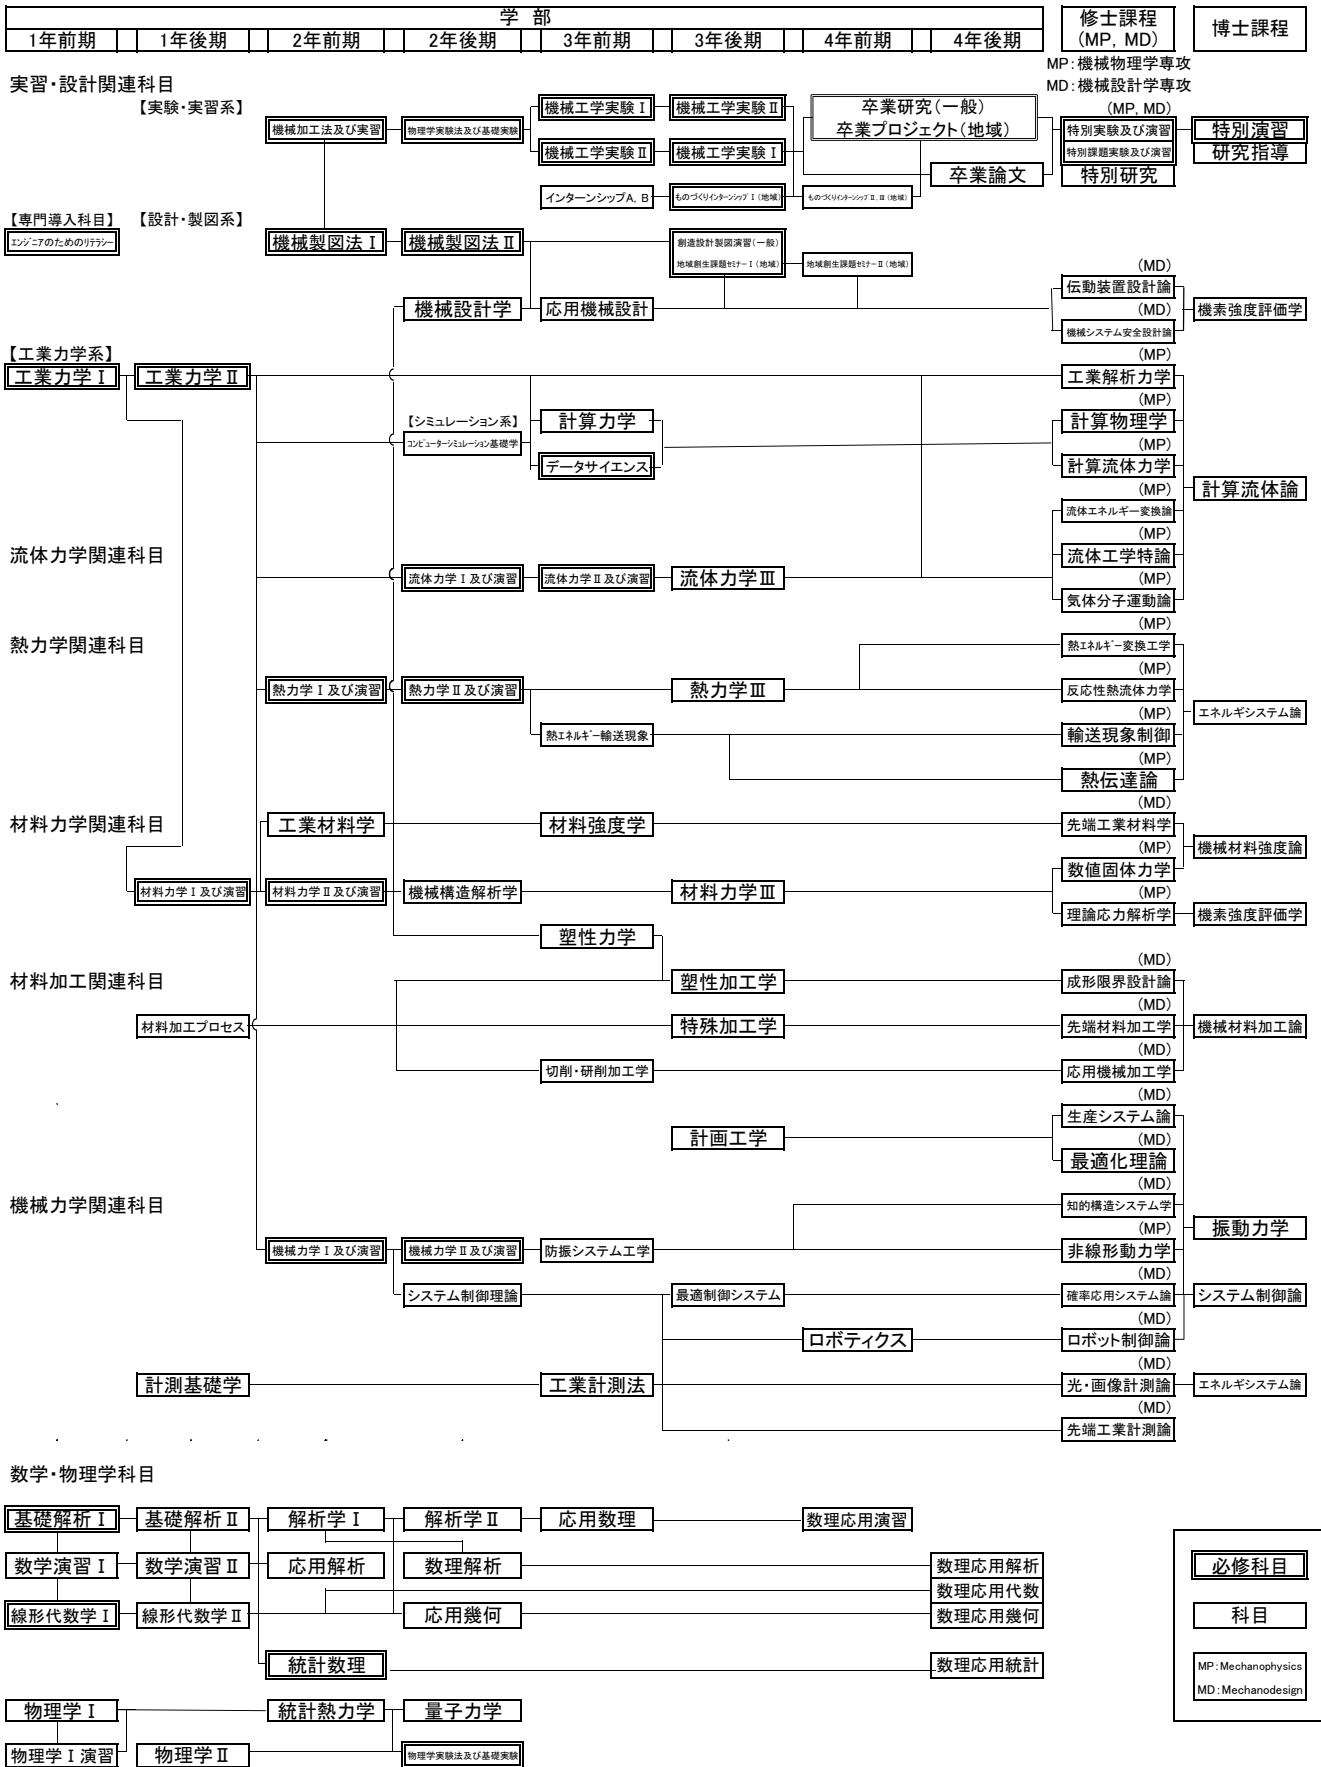 学 部
修士課程
(MP, MD)
博士課程
1年前期
1年後期
2年前期
2年後期
3年前期
3年後期
4年前期
4年後期
MP:機械物理学専攻
MD:機械設計学専攻
実習・設計関連科目
【実験・実習系】
(MP, MD)
機械加工法及び実習
物理学実験法及び基礎実験
機械工学実験Ⅰ
機械工学実験Ⅱ
機械工学実験Ⅱ
機械工学実験Ⅰ
卒業研究(一般)
卒業プロジェクト(地域)
卒業論文
特別実験及び演習
特別課題実験及び演習
特別研究
特別演習
研究指導
インターンシップA, B
ものづくりインターンシップⅠ(地域)
ものづくりインターンシップⅡ, Ⅲ(地域)
【専門導入科目】
【設計・製図系】
エンジニアのためのリテラシー
機械製図法Ⅰ
機械製図法Ⅱ
創造設計製図演習(一般)
地域創生課題セミナーⅠ(地域)
地域創生課題セミナーⅡ(地域)
機械設計学
応用機械設計
(MD)
伝動装置設計論
(MD)
機械システム安全設計論
機素強度評価学
【工業力学系】
工業力学Ⅰ
工業力学Ⅱ
(MP)
工業解析力学
【シミュレーション系】
コンピューターシミュレーション基礎学
計算力学
データサイエンス
(MP)
計算物理学
(MP)
計算流体力学
(MP)
流体エネルギー変換論
計算流体論
流体力学関連科目
流体力学Ⅰ及び演習
流体力学Ⅱ及び演習
流体力学Ⅲ
(MP)
流体工学特論
(MP)
気体分子運動論
熱力学関連科目
(MP)
熱エネルギー変換工学
熱力学Ⅰ及び演習
熱力学Ⅱ及び演習
熱力学Ⅲ
(MP)
反応性熱流体力学
熱エネルギー輸送現象
(MP)
輸送現象制御
(MP)
熱伝達論
エネルギシステム論
材料力学関連科目
工業材料学
材料強度学
(MD)
先端工業材料学
(MP)
数値固体力学
機械材料強度論
材料力学Ⅰ及び演習
材料力学Ⅱ及び演習
機械構造解析学
材料力学Ⅲ
(MP)
理論応力解析学
機素強度評価学
塑性力学
材料加工関連科目
塑性加工学
(MD)
成形限界設計論
材料加工プロセス
特殊加工学
(MD)
先端材料加工学
機械材料加工論
切削・研削加工学
(MD)
応用機械加工学
計画工学
(MD)
生産システム論
(MD)
最適化理論
機械力学関連科目
(MD)
知的構造システム学
振動力学
機械力学Ⅰ及び演習
機械力学Ⅱ及び演習
防振システム工学
(MP)
非線形動力学
システム制御理論
最適制御システム
(MD)
確率応用システム論
システム制御論
ロボティクス
(MD)
ロボット制御論
計測基礎学
工業計測法
(MD)
光・画像計測論
エネルギシステム論
(MD)
先端工業計測論
数学・物理学科目
基礎解析Ⅰ
基礎解析Ⅱ
解析学Ⅰ
解析学Ⅱ
応用数理
数理応用演習
数学演習Ⅰ
数学演習Ⅱ
応用解析
数理解析
数理応用解析
数理応用代数
線形代数学Ⅰ
線形代数学Ⅱ
応用幾何
数理応用幾何
統計数理
数理応用統計
物理学Ⅰ
統計熱力学
量子力学
物理学Ⅰ演習
物理学Ⅱ
物理学実験法及び基礎実験
必修科目
科目
MP:Mechanophysics
MD:Mechanodesign